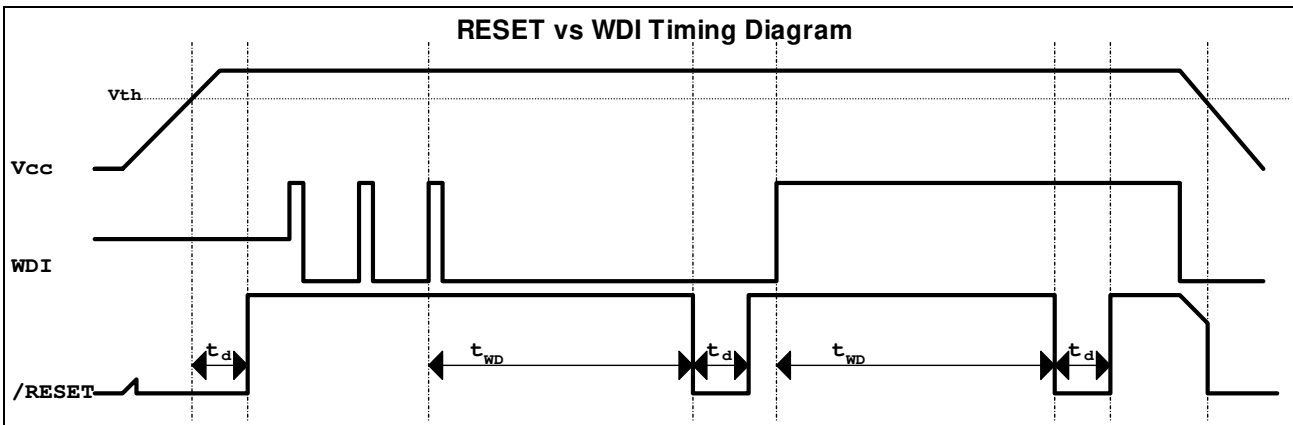 RESET vs WDI Timing Diagram
Vth
Vcc
WDI
td tWD td tWD td
/RESET